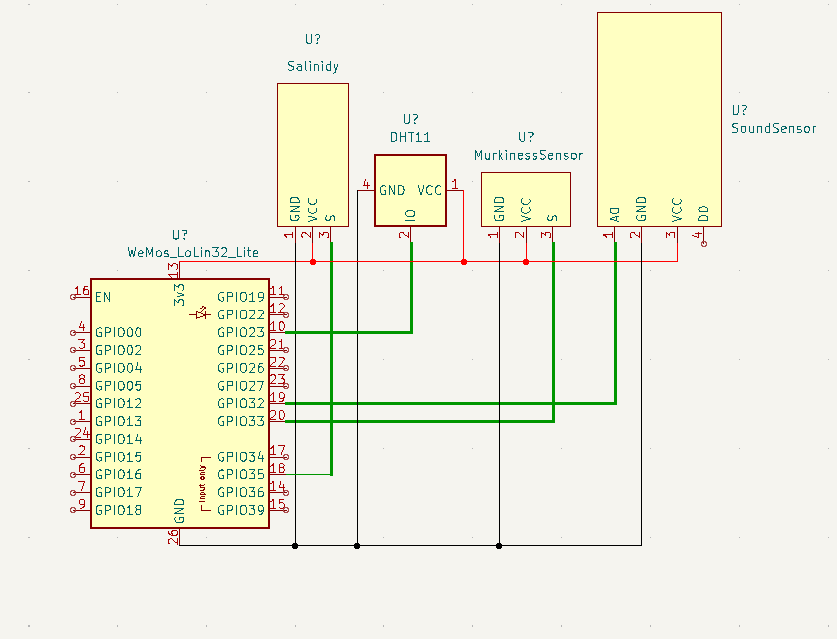 U?
Salinidy
GND
VCC
S
1
2
3
U?
DHT11
4
GND
VCC
1
IO
2
U?
MurkinessSensor
GND
VCC
S
1
2
3
U?
SoundSensor
AO
GND
VCC
DO
1
2
3
4
U?
WeMos_LoLin32_Lite
13
3v3
16 EN
4 GPIO00
3 GPIO02
5 GPIO04
8 GPIO05
25 GPIO12
1 GPIO13
24 GPIO14
2 GPIO15
6 GPIO16
7 GPIO17
9 GPIO18
GPIO19 11
GPIO22 12
GPIO23 10
GPIO25 21
GPIO26 22
GPIO27 23
GPIO32 19
GPIO33 20
GPIO34 17
GPIO35 18
GPIO36 14
GPIO39 15
Input only
GND
26